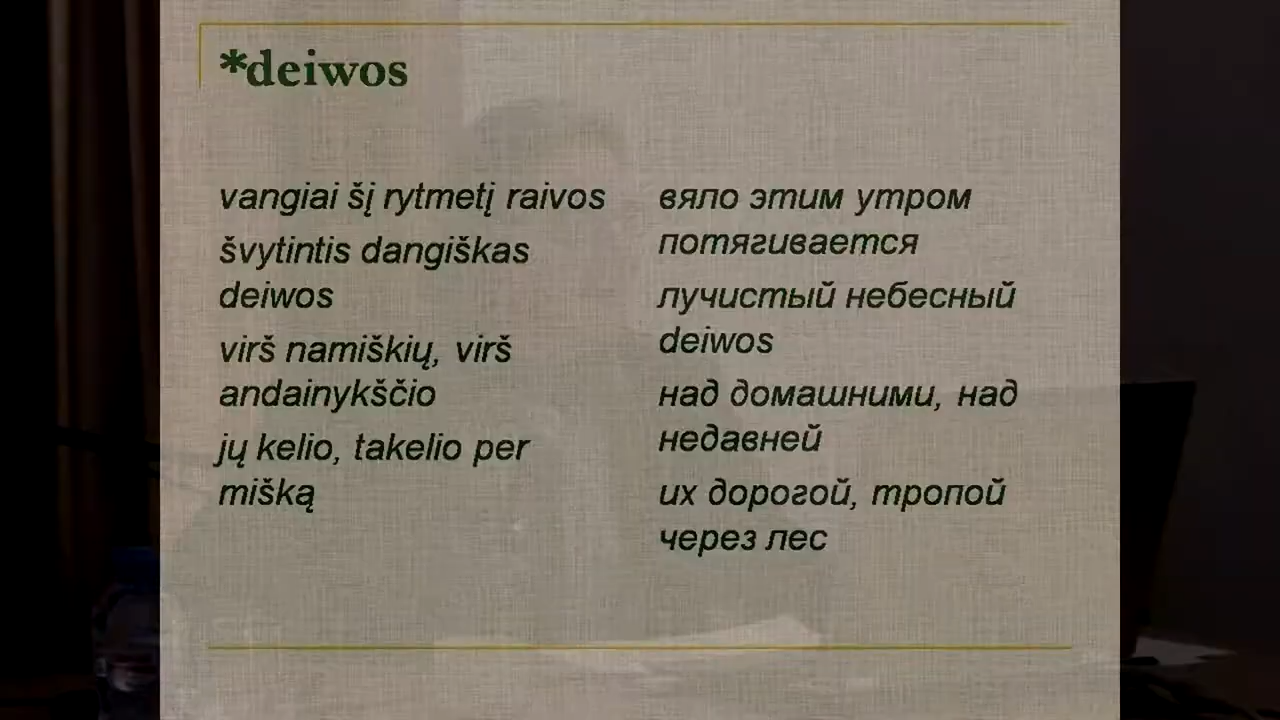 *deiwos
vangiai šį rytmetį raivos
švytintis dangiškas
deiwos
virš namiškių, virš
andainykščio
jų kelio, takelio per
mišką
вяло этим утром
потягивается
лучистый небесный
deiwos
над домашними, над
недавней
их дорогой, тропой
через лес